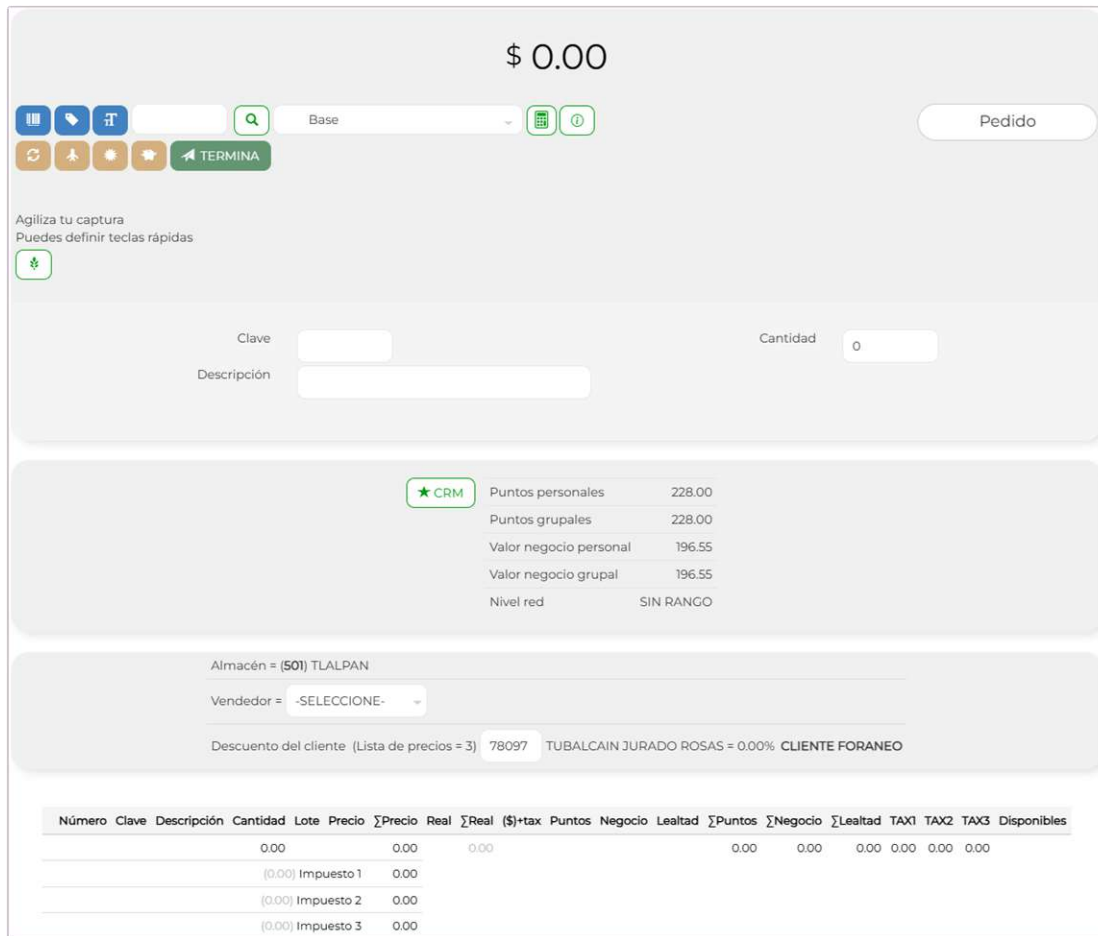 $ 0.00
Base
Pedido
TERMINA
Agiliza tu captura
Puedes definir teclas rápidas
Clave
Cantidad 0
Descripción
CRM
Puntos personales 228.00
Puntos grupales 228.00
Valor negocio personal 196.55
Valor negocio grupal 196.55
Nivel red SIN RANGO
Almacén = (501) TLALPAN
Vendedor = -SELECCIONE-
Descuento del cliente (Lista de precios = 3) 78097 TUBALCAIN JURADO ROSAS = 0.00% CLIENTE FORANEO
Número Clave Descripción Cantidad Lote Precio ∑Precio Real ∑Real ($)+tax Puntos Negocio Lealtad ∑Puntos ∑Negocio ∑Lealtad TAX1 TAX2 TAX3 Disponibles
0.00 0.00 0.00 0.00 0.00 0.00 0.00 0.00 0.00
(0.00) Impuesto 1 0.00
(0.00) Impuesto 2 0.00
(0.00) Impuesto 3 0.00